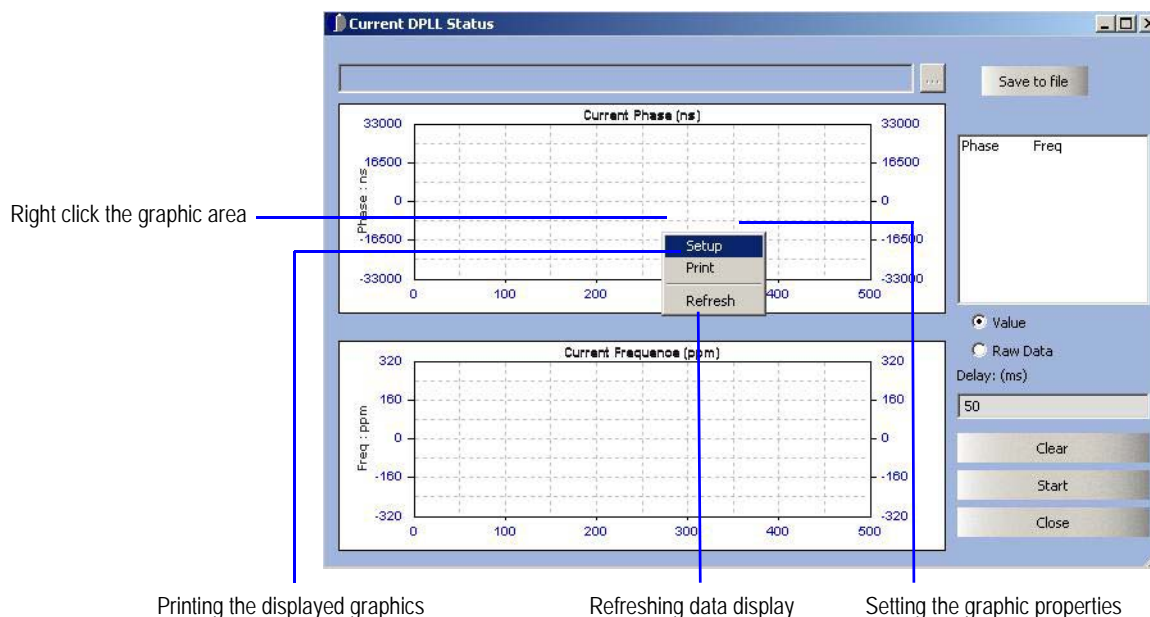 Current DPLL Status
...
Save to file
Current Phase (ns)
33000
33000
16500
16500
0
0
-16500
-16500
-33000
-33000
Phase : ns
0
100
200
400
500
Right click the graphic area
Setup
Print
Refresh
Phase Freq
Value
Raw Data
Delay: (ms)
50
Clear
Start
Close
Current Frequence (ppm)
320
320
160
160
0
0
-160
-160
-320
-320
Freq : ppm
0
100
200
300
400
500
Printing the displayed graphics
Refreshing data display
Setting the graphic properties